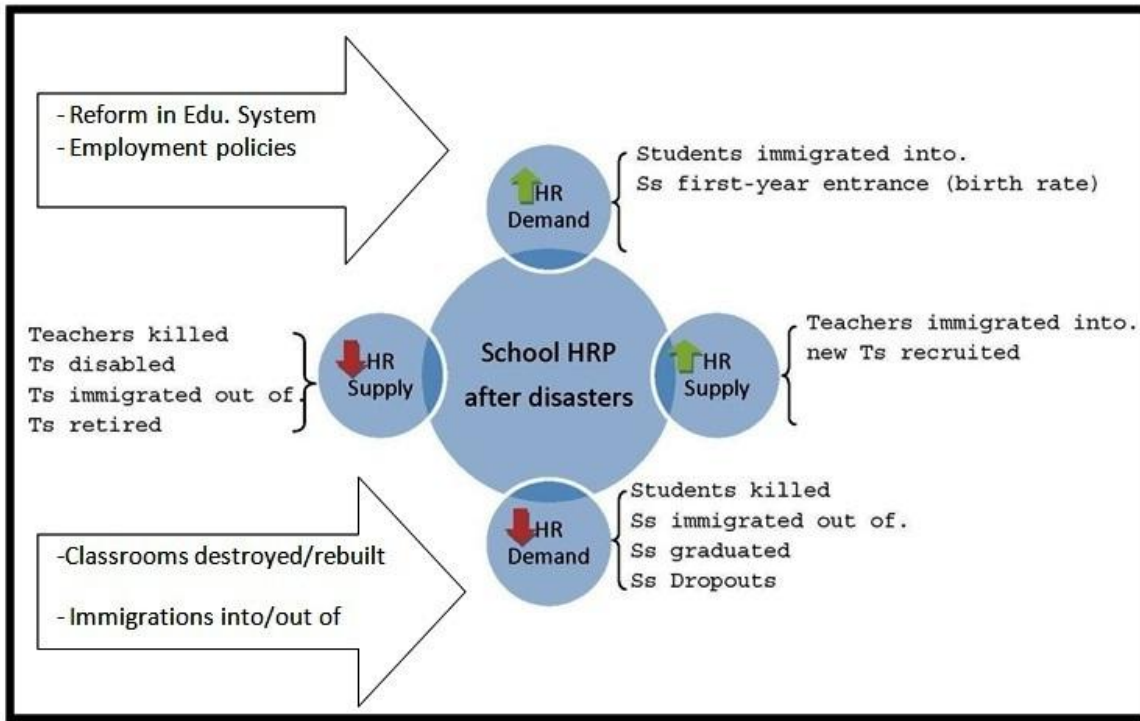 - Reform in Edu. System
- Employment policies
HR
Demand
Students immigrated into.
Ss first-year entrance (birth rate)
Teachers killed
Ts disabled
Ts immigrated out of.
Ts retired
HR
Supply
School HRP
after disasters
HR
Supply
Teachers immigrated into.
new Ts recruited
-Classrooms destroyed/rebuilt
- Immigrations into/out of
HR
Demand
Students killed
Ss immigrated out of.
Ss graduated
Ss Dropouts